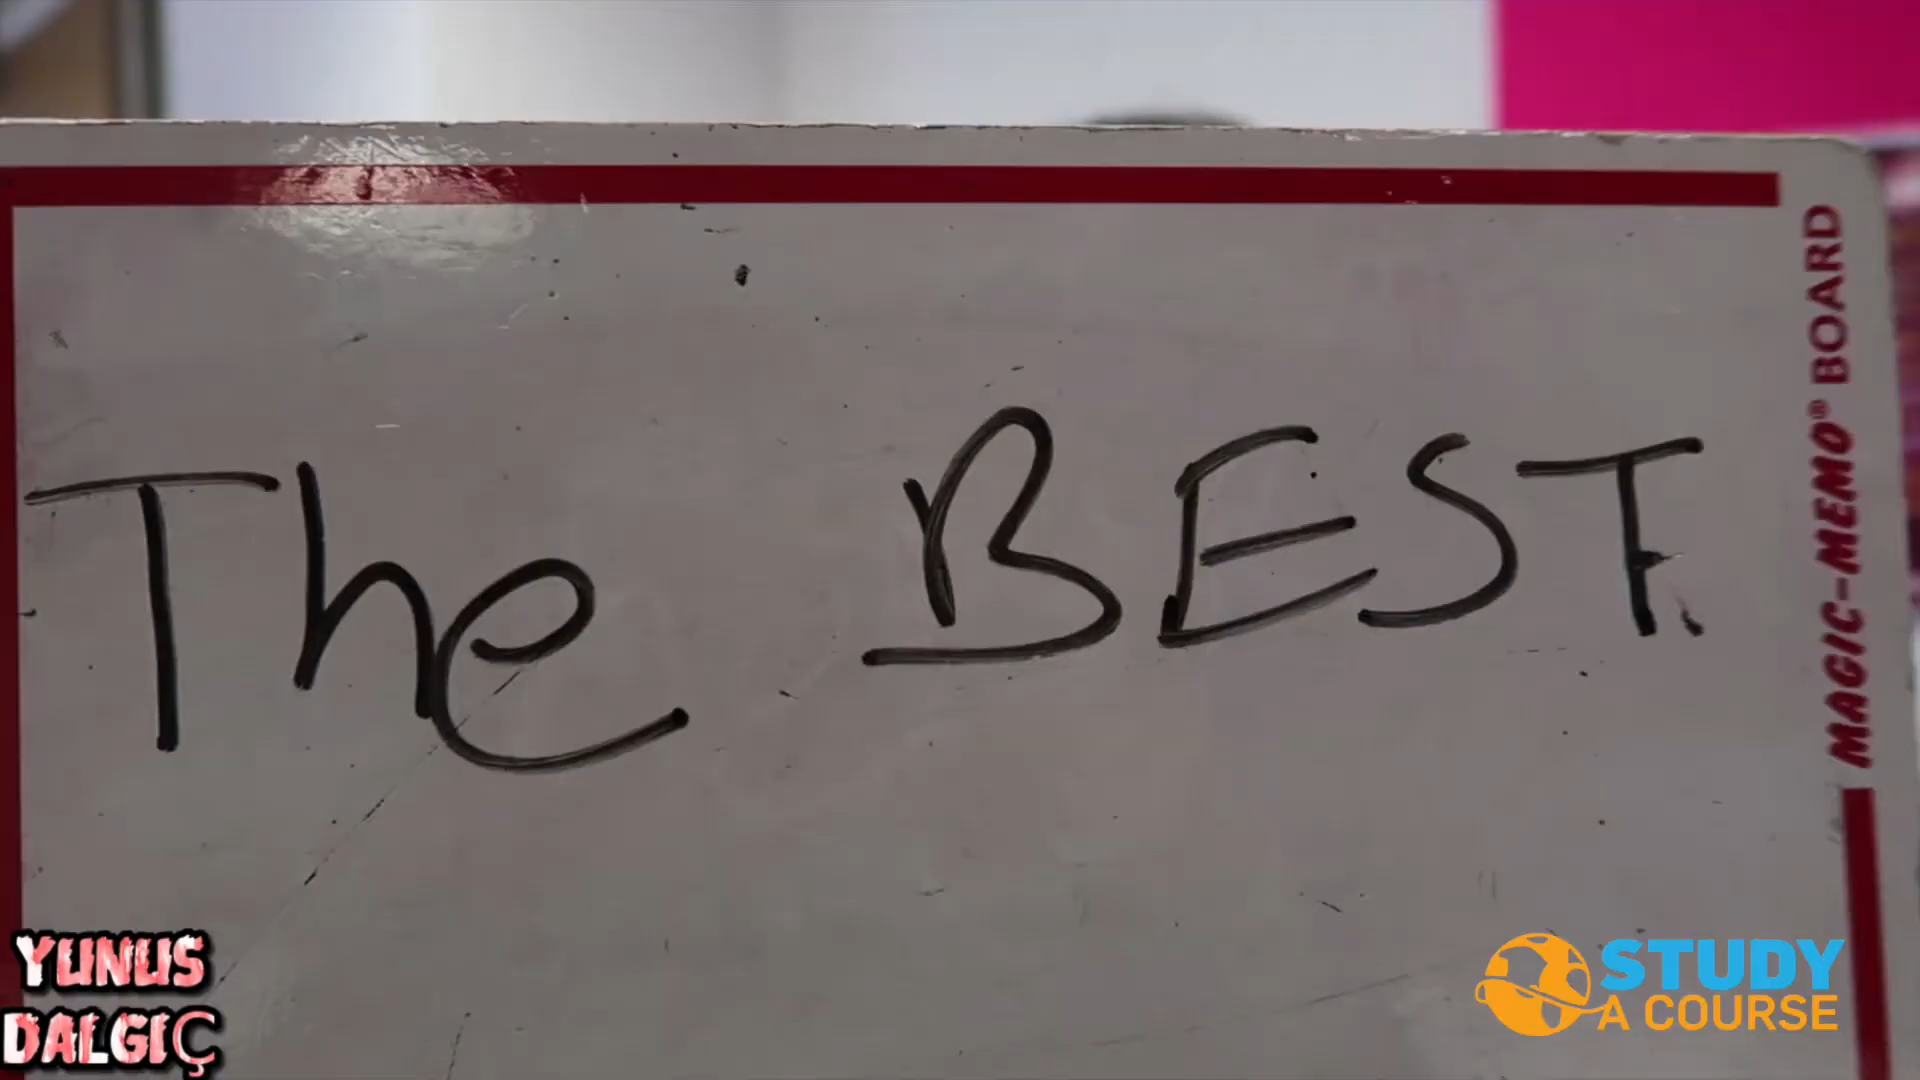 The BEST.
MAGIC-MEMO® BOARD
YUNUS
DALGIÇ
STUDY
A COURSE